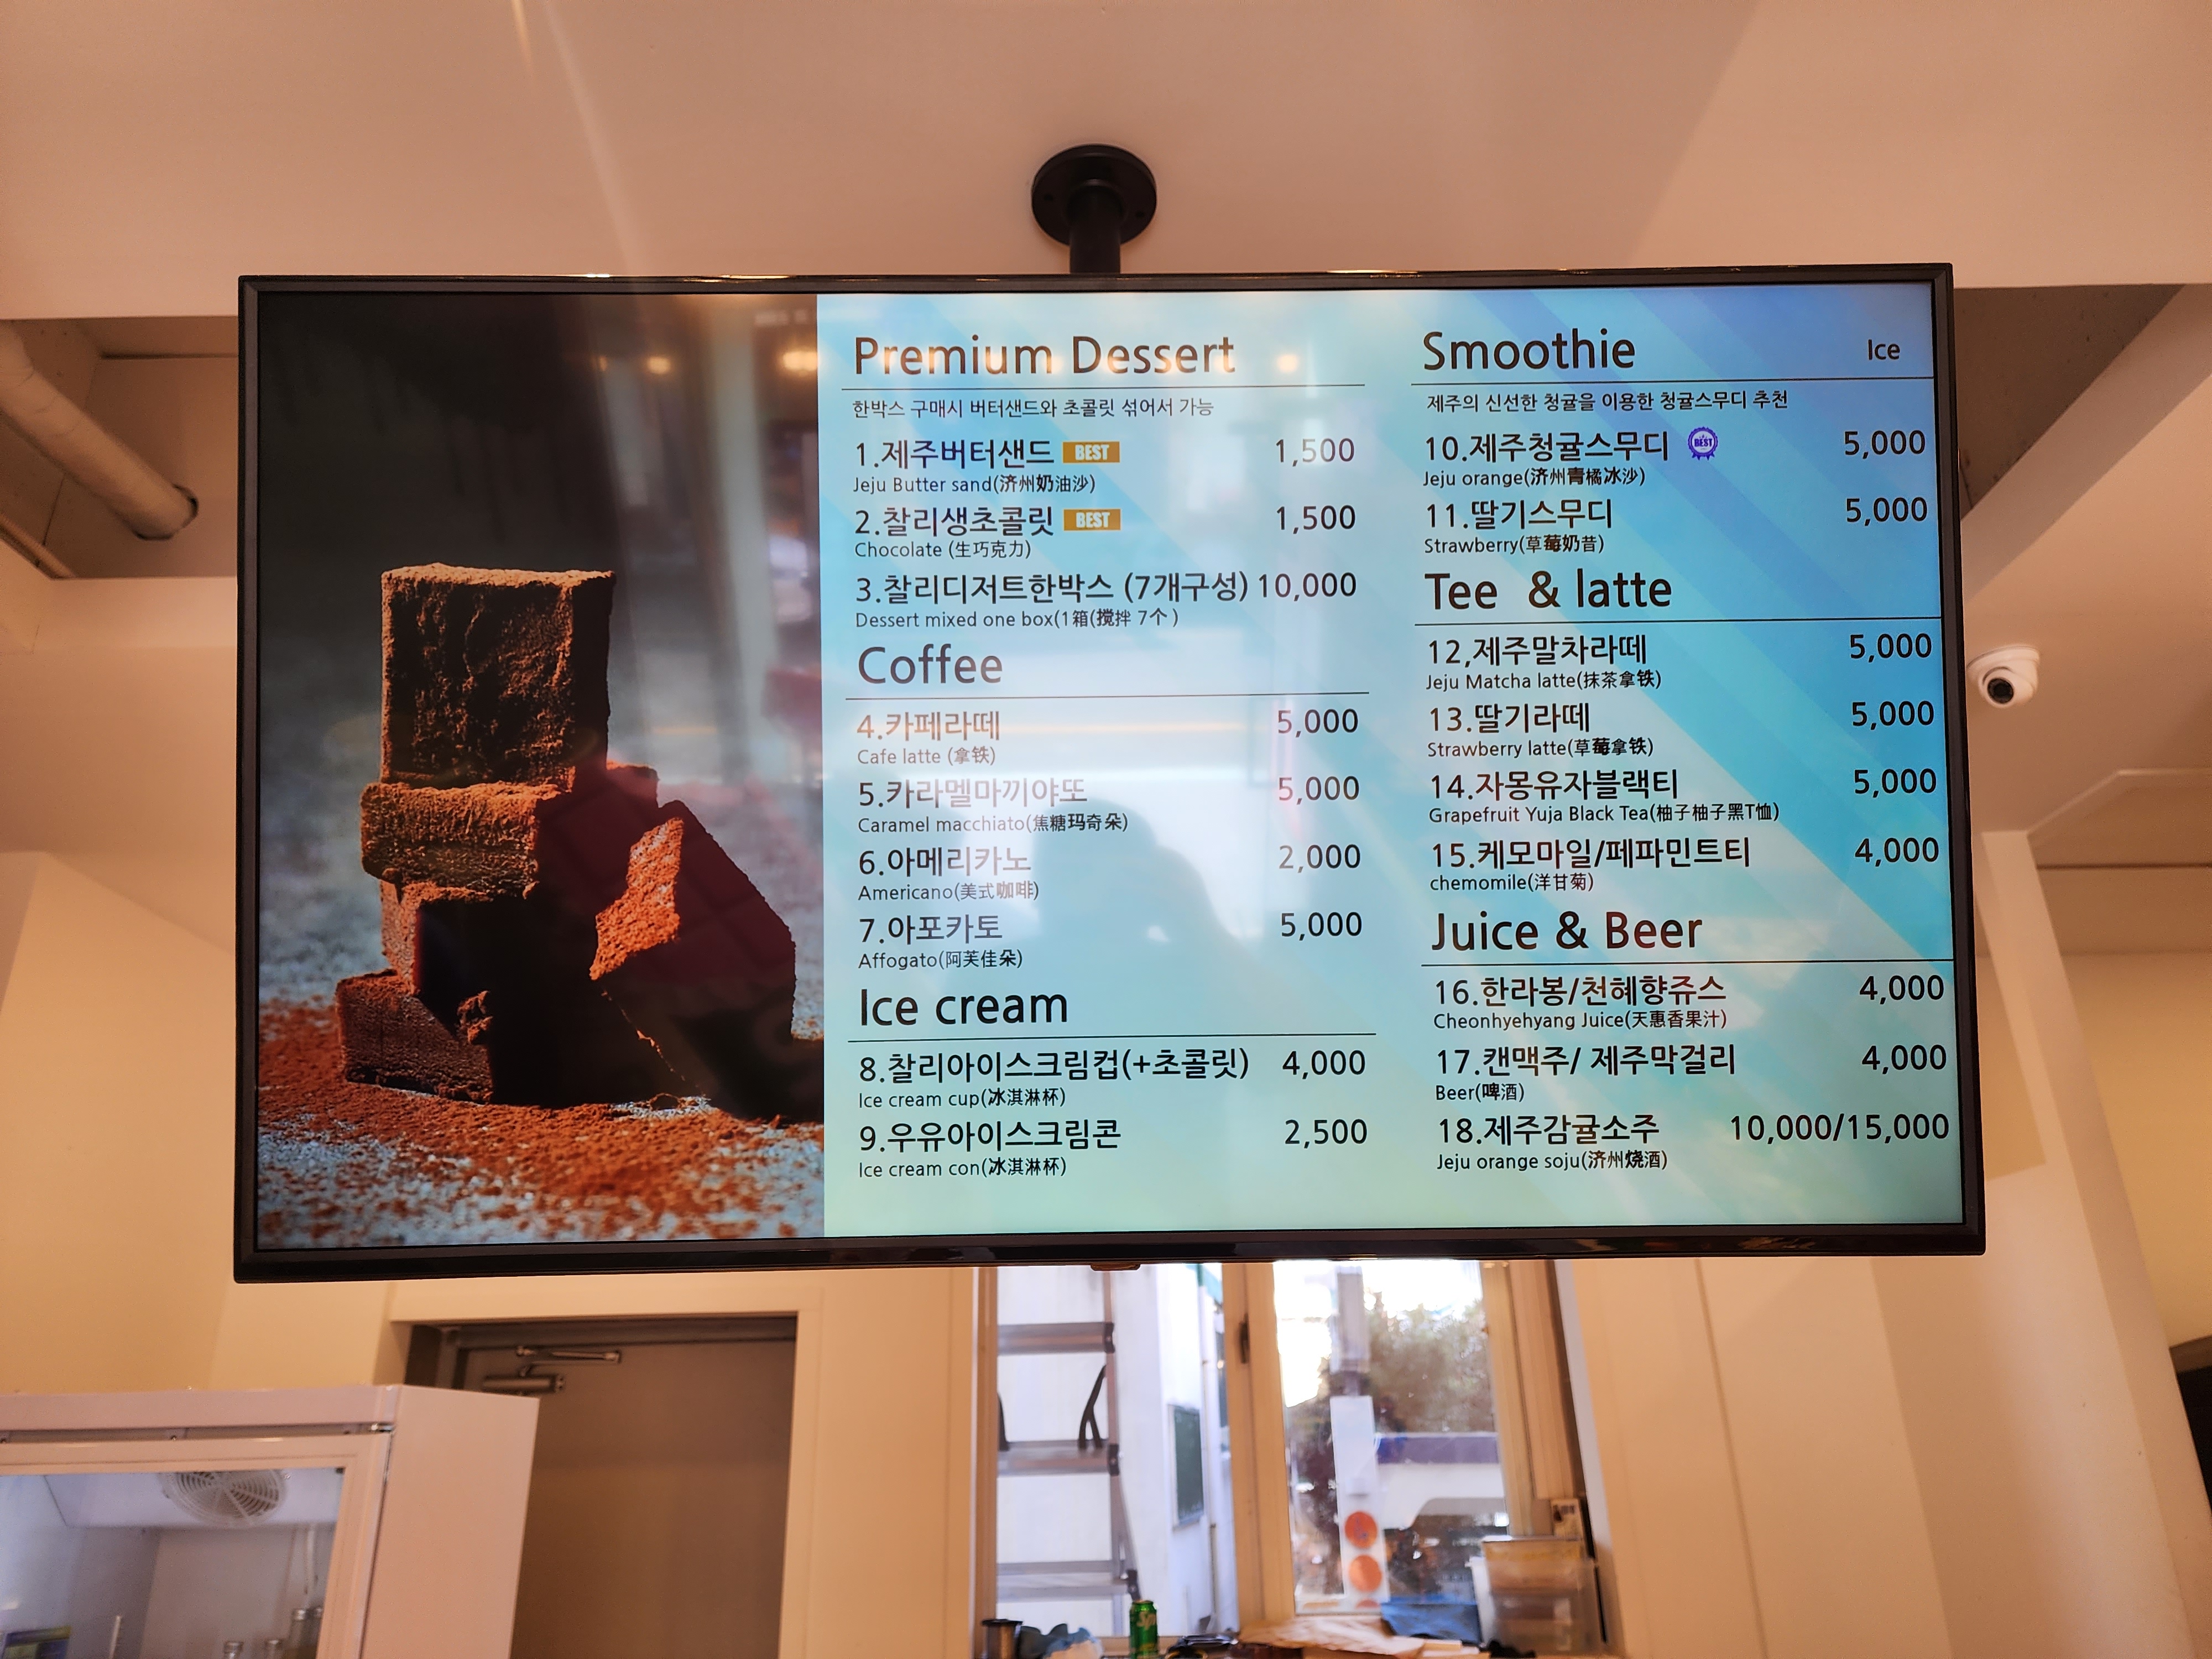 Premium Dessert
한박스 구매시 버터샌드와 초콜릿 섞어서 가능
1.제주버터샌드 BEST 1,500
Jeju Butter sand(济州奶油沙)
2.찰리생초콜릿 BEST 1,500
Chocolate (生巧克力)
3.찰리디저트한박스 (7개구성) 10,000
Dessert mixed one box(1箱(搅拌 7个 )
Coffee
4.카페라떼 5,000
Cafe latte (拿铁)
5.카라멜마끼야또 5,000
Caramel macchiato(焦糖玛奇朵)
6.아메리카노 2,000
Americano(美式咖啡)
7.아포카토 5,000
Affogato(阿芙佳朵)
Ice cream
8.찰리아이스크림컵(+초콜릿) 4,000
Ice cream cup(冰淇淋杯)
9.우유아이스크림콘 2,500
Ice cream con(冰淇淋杯)
Smoothie Ice
제주의 신선한 청귤을 이용한 청귤스무디 추천
10.제주청귤스무디 BEST 5,000
Jeju orange(济州青橘冰沙)
11.딸기스무디 5,000
Strawberry(草莓奶昔)
Tee & latte
12,제주말차라떼 5,000
Jeju Matcha latte(抹茶拿铁)
13.딸기라떼 5,000
Strawberry latte(草莓拿铁)
14.자몽유자블랙티 5,000
Grapefruit Yuja Black Tea(柚子柚子黑T恤)
15.케모마일/페파민트티 4,000
chemomile(洋甘菊)
Juice & Beer
16.한라봉/천혜향쥬스 4,000
Cheonhyehyang Juice(天惠香果汁)
17.캔맥주/ 제주막걸리 4,000
Beer(啤酒)
18.제주감귤소주 10,000/15,000
Jeju orange soju(济州烧酒)